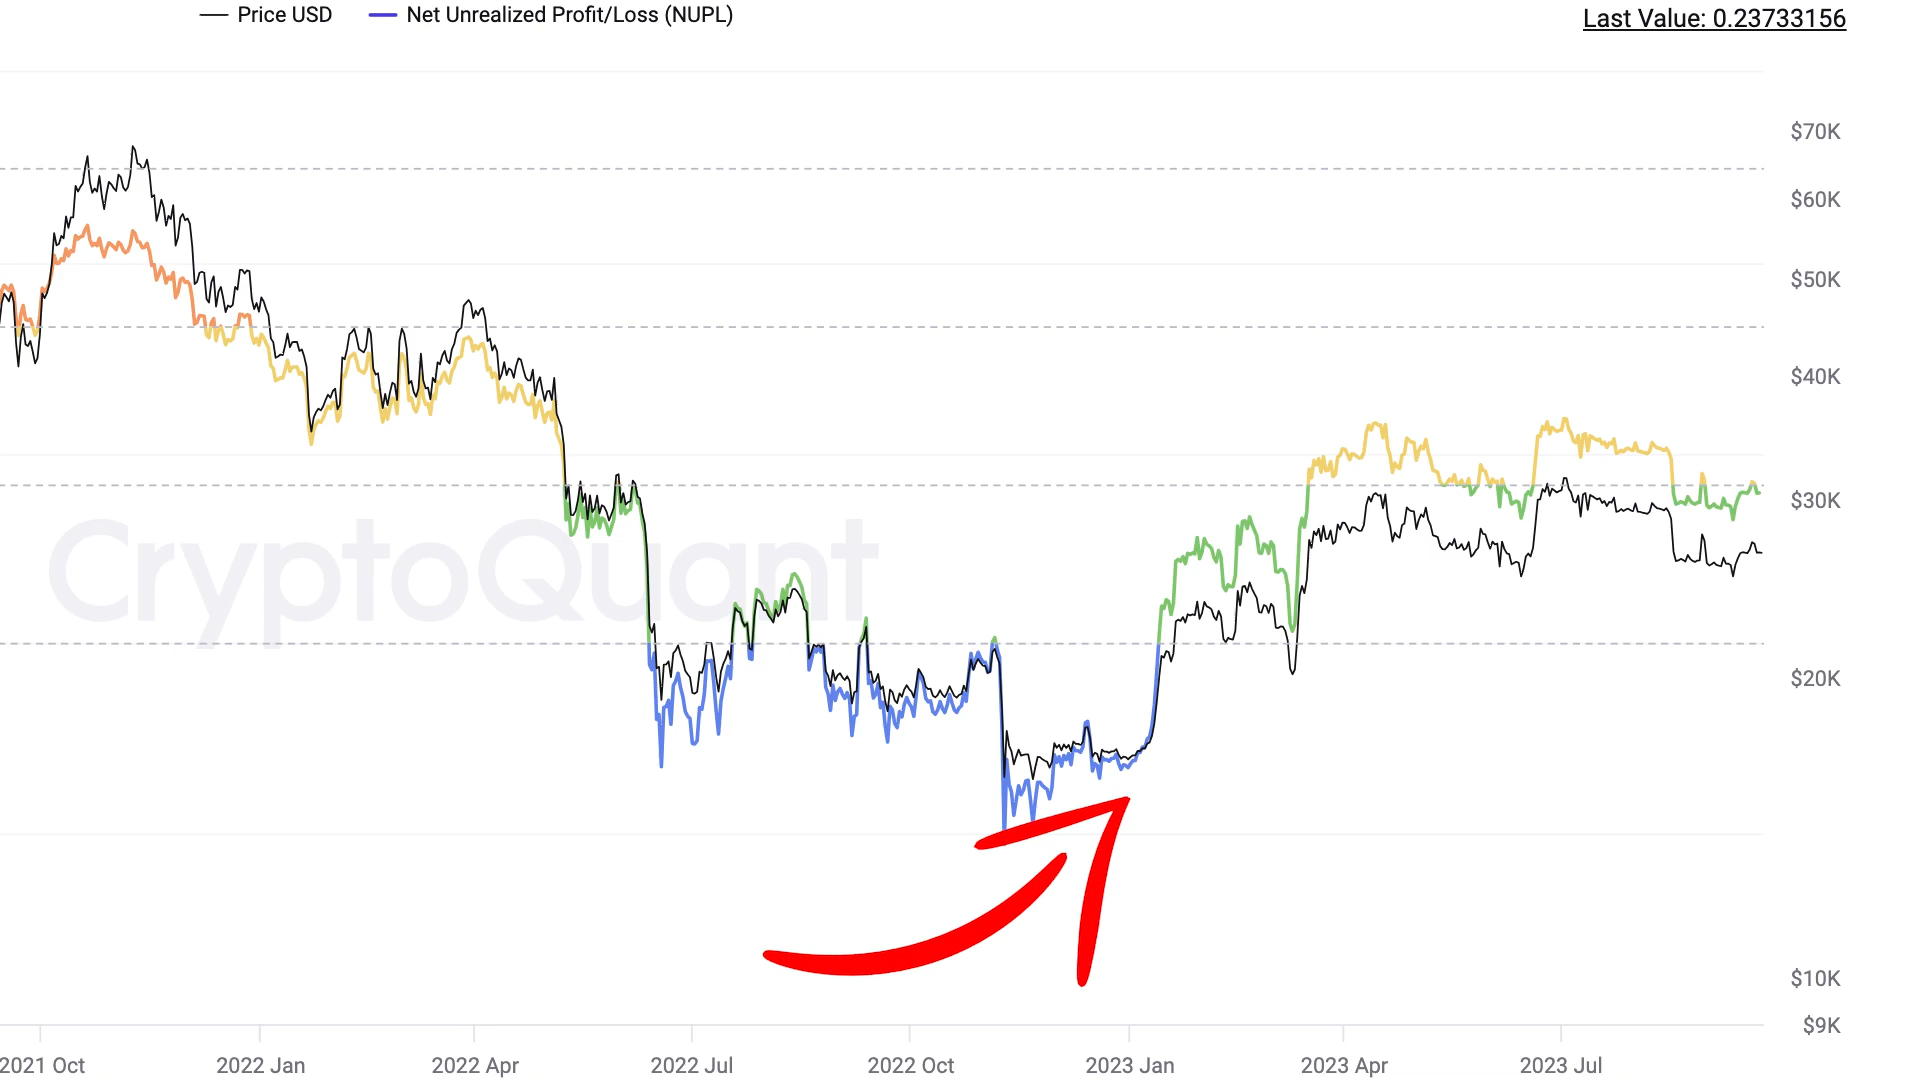 Price USD
Net Unrealized Profit/Loss (NUPL)
Last Value: 0.23733156
$70K
$60K
$50K
$40K
$30K
CryptoQuant
$20K
$10K
$9K
2021 Oct
2022 Jan
2022 Apr
2022 Jul
2022 Oct
2023 Jan
2023 Apr
2023 Jul